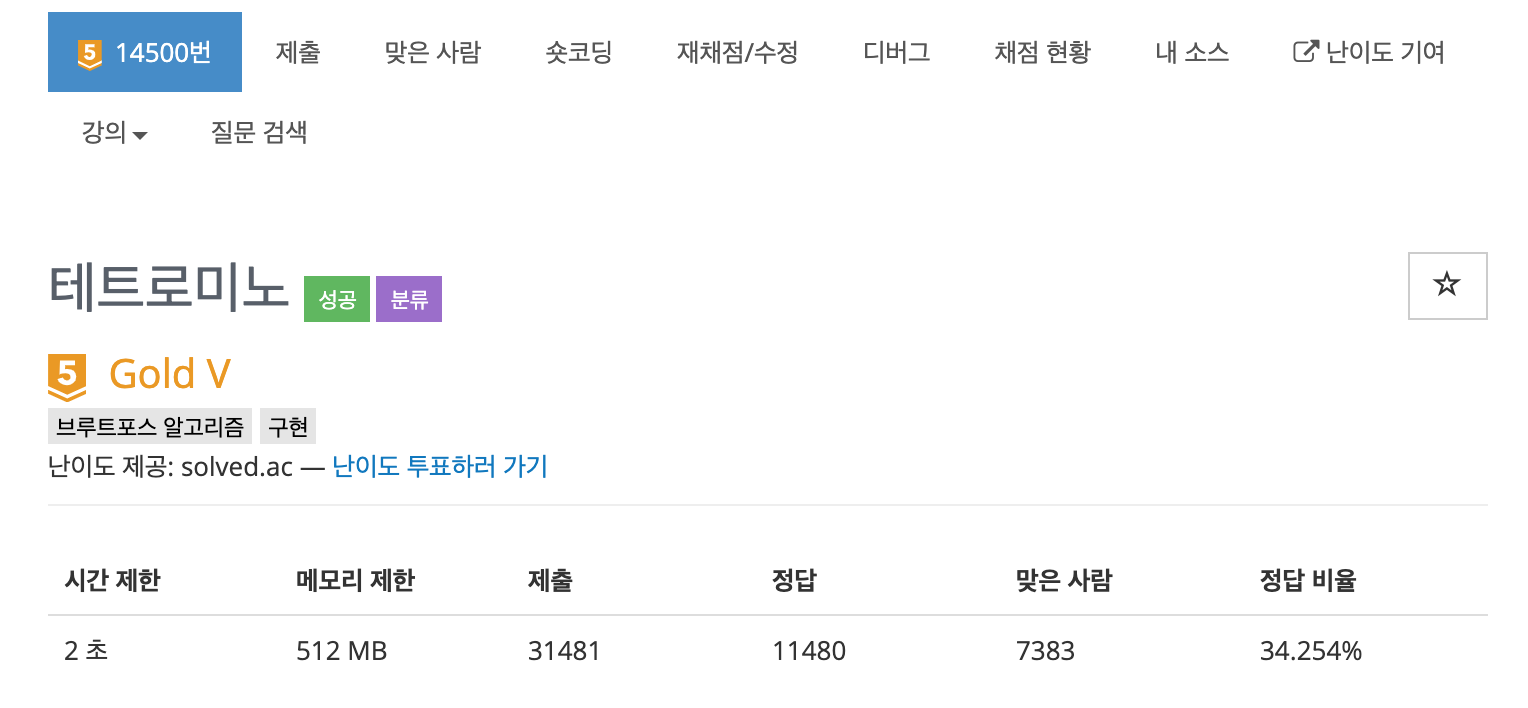 5 14500번 제출 맞은 사람 숏코딩 재채점/수정 디버그 채점 현황 내 소스 난이도 기여
강의 질문 검색
테트로미노 성공 분류
5 Gold V
브루트포스 알고리즘 구현
난이도 제공: solved.ac — 난이도 투표하러 가기
시간 제한 메모리 제한 제출 정답 맞은 사람 정답 비율
2 초 512 MB 31481 11480 7383 34.254%